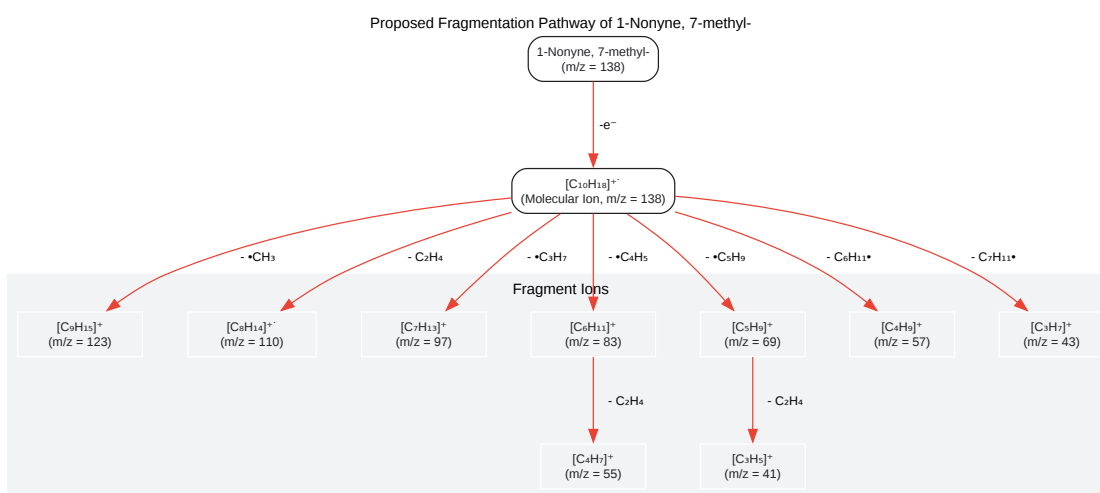 Proposed Fragmentation Pathway of 1-Nonyne, 7-methyl-
1-Nonyne, 7-methyl-
(m/z = 138)
-e⁻
[C₁₀H₁₈]⁺˙
(Molecular Ion, m/z = 138)
- •CH₃
- C₂H₄
- •C₃H₇
- •C₄H₅
- •C₅H₉
- C₆H₁₁•
- C₇H₁₁•
Fragment Ions
[C₉H₁₅]⁺
(m/z = 123)
[C₈H₁₄]⁺˙
(m/z = 110)
[C₇H₁₃]⁺
(m/z = 97)
[C₆H₁₁]⁺
(m/z = 83)
[C₅H₉]⁺
(m/z = 69)
[C₄H₉]⁺
(m/z = 57)
[C₃H₇]⁺
(m/z = 43)
- C₂H₄
- C₂H₄
[C₄H₇]⁺
(m/z = 55)
[C₃H₅]⁺
(m/z = 41)